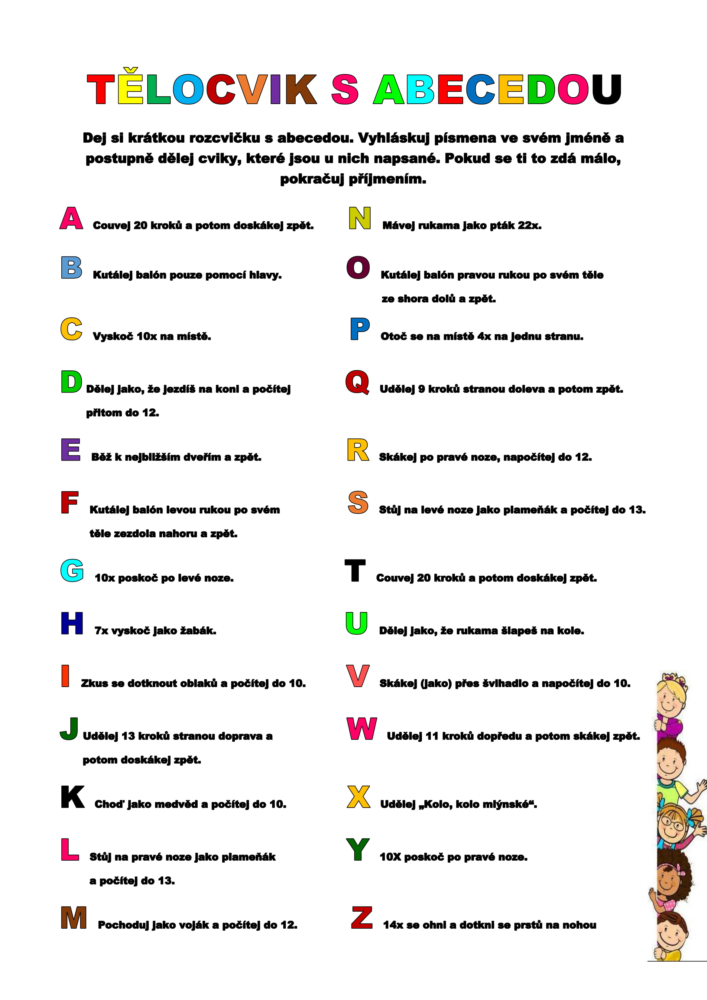 TĚLOCVIK S ABECEDOU
Dej si krátkou rozcvičku s abecedou. Vyhláskuj písmena ve svém jméně a
postupně dělej cviky, které jsou u nich napsané. Pokud se ti to zdá málo,
pokračuj příjmením.
A Couvej 20 kroků a potom doskákej zpět.
B Kutálej balón pouze pomocí hlavy.
C Vyskoč 10x na místě.
D Dělej jako, že jezdíš na koni a počítej
přitom do 12.
E Běž k nejbližším dveřím a zpět.
F Kutálej balón levou rukou po svém
těle zezdola nahoru a zpět.
G 10x poskoč po levé noze.
H 7x vyskoč jako žabák.
I Zkus se dotknout oblaků a počítej do 10.
J Udělej 13 kroků stranou doprava a
potom doskákej zpět.
K Choď jako medvěd a počítej do 10.
L Stůj na pravé noze jako plameňák
a počítej do 13.
M Pochoduj jako voják a počítej do 12.
N Mávej rukama jako pták 22x.
O Kutálej balón pravou rukou po svém těle
ze shora dolů a zpět.
P Otoč se na místě 4x na jednu stranu.
Q Udělej 9 kroků stranou doleva a potom zpět.
R Skákej po pravé noze, napočítej do 12.
S Stůj na levé noze jako plameňák a počítej do 13.
T Couvej 20 kroků a potom doskákej zpět.
U Dělej jako, že rukama šlapeš na kole.
V Skákej (jako) přes švihadlo a napočítej do 10.
W Udělej 11 kroků dopředu a potom skákej zpět.
X Udělej „Kolo, kolo mlýnské“.
Y 10X poskoč po pravé noze.
Z 14x se ohni a dotkni se prstů na nohou